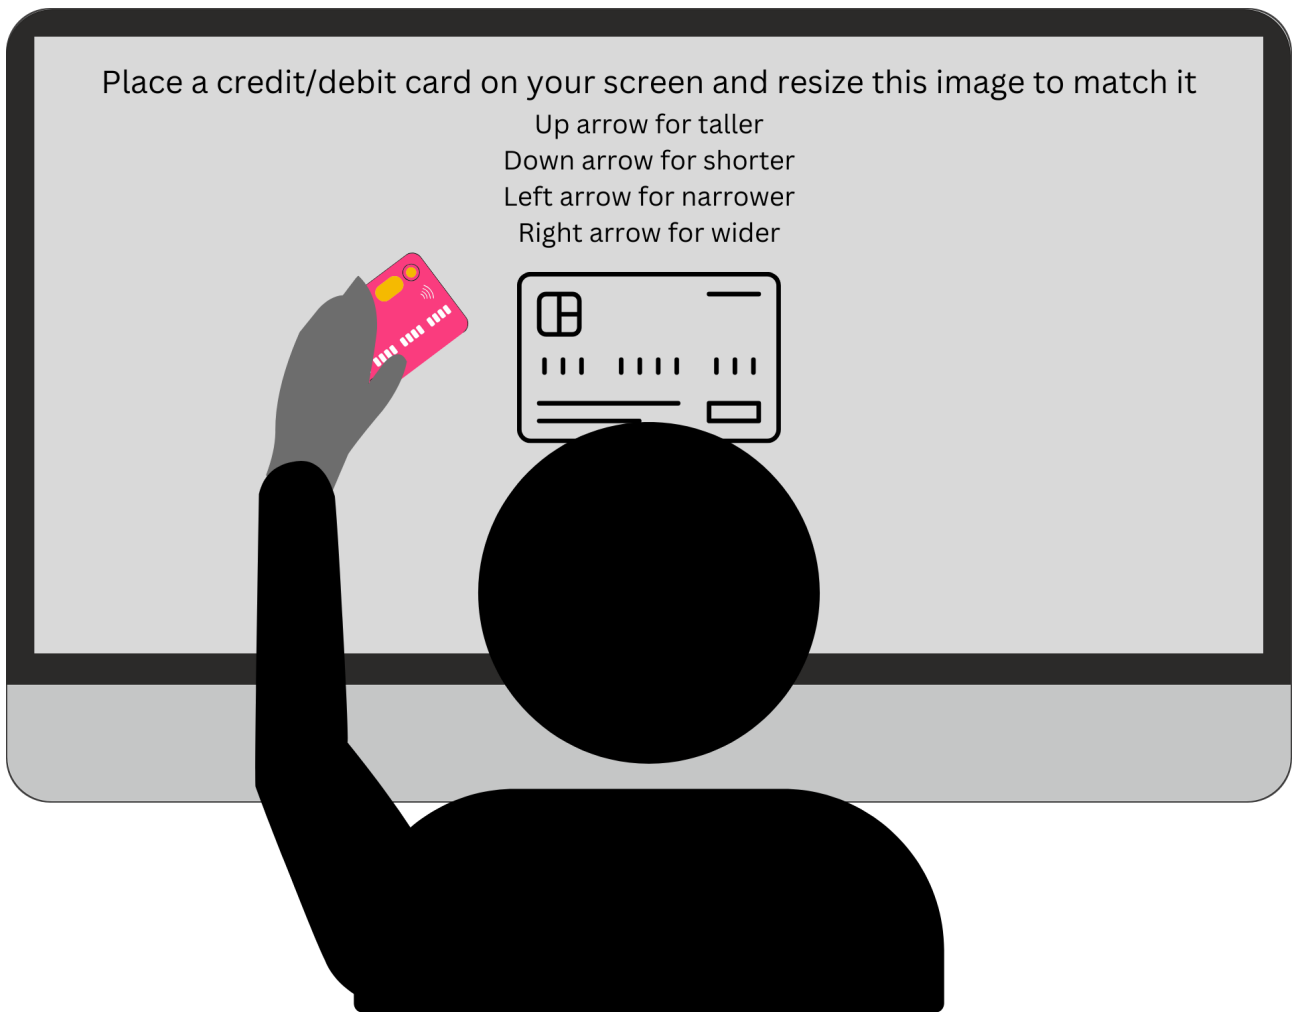 Place a credit/debit card on your screen and resize this image to match it
Up arrow for taller
Down arrow for shorter
Left arrow for narrower
Right arrow for wider